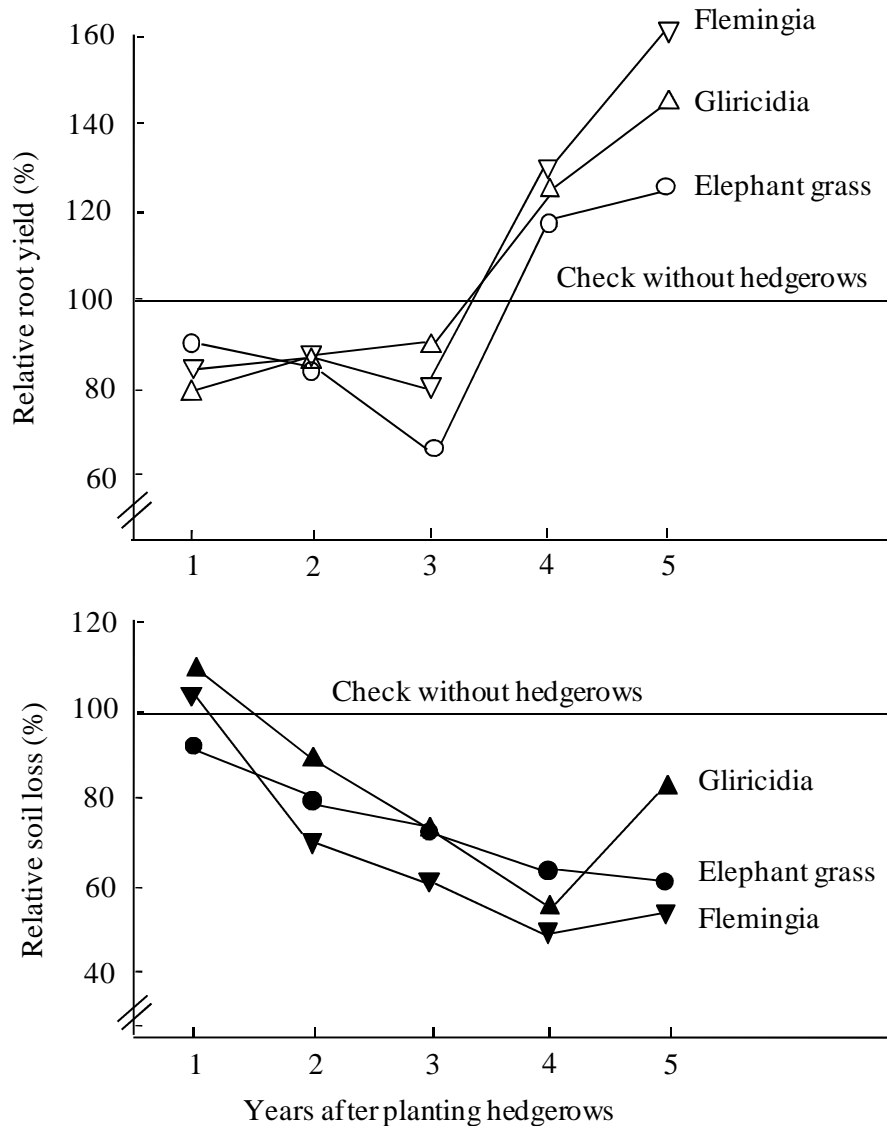 160
140
120
100
80
60
Relative root yield (%)
Flemingia
Gliricidia
Elephant grass
Check without hedgerows
1 2 3 4 5
120
100
80
60
40
Relative soil loss (%)
Check without hedgerows
Gliricidia
Elephant grass
Flemingia
1 2 3 4 5
Years after planting hedgerows